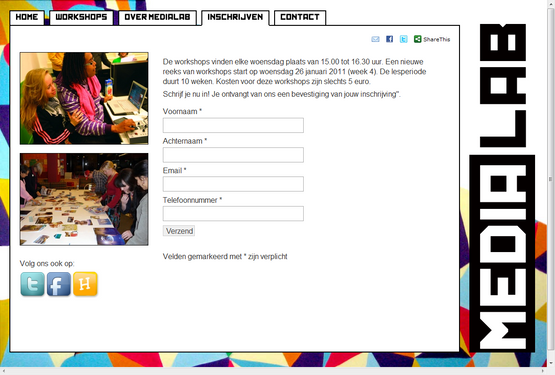 HOME WORKSHOPS OVER MEDIALAB INSCHRIJVEN CONTACT
ShareThis
De workshops vinden elke woensdag plaats van 15.00 tot 16.30 uur. Een nieuwe
reeks van workshops start op woensdag 26 januari 2011 (week 4). De lesperiode
duurt 10 weken. Kosten voor deze workshops zijn slechts 5 euro.
Schrijf je nu in! Je ontvangt van ons een bevestiging van jouw inschrijving".
Voornaam *
Achternaam *
Email *
Telefoonnummer *
Verzend
Velden gemarkeerd met * zijn verplicht
Volg ons ook op:
t f H
MEDIA LAB